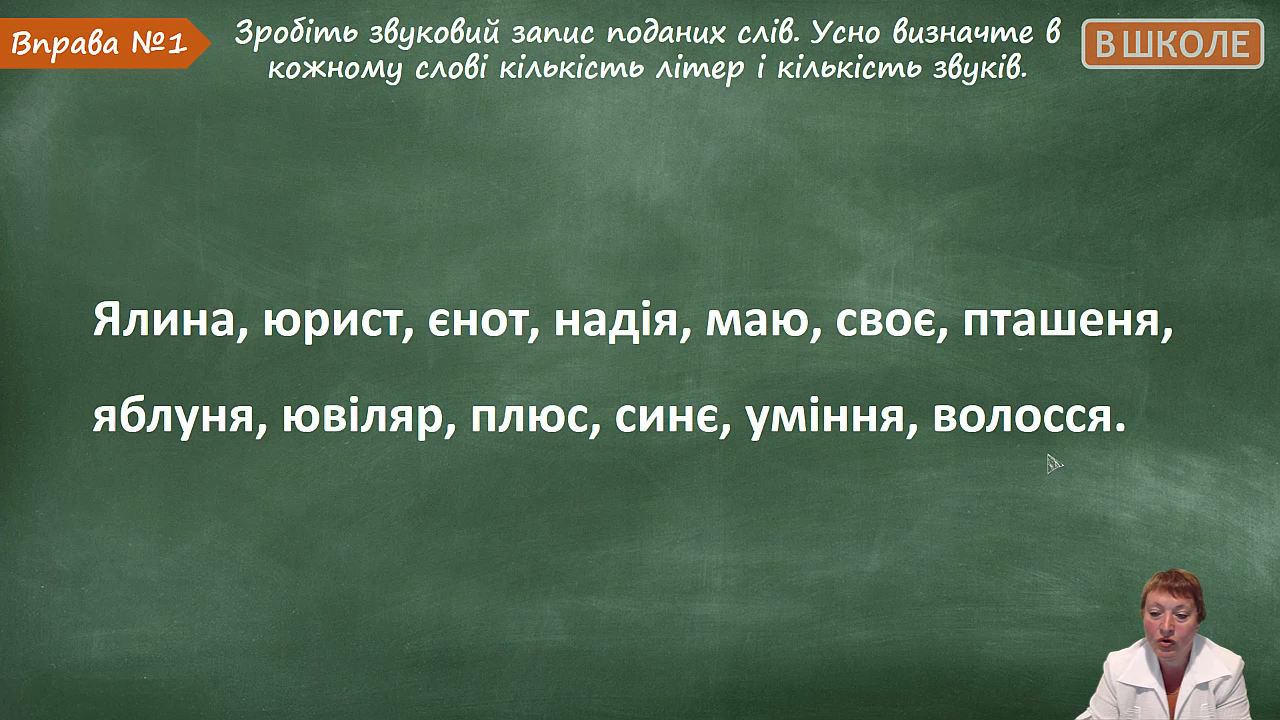 Вправа №1
Зробіть звуковий запис поданих слів. Усно визначте в
кожному слові кількість літер і кількість звуків.
В ШКОЛЕ
Ялина, юрист, єнот, надія, маю, своє, пташеня,
яблуня, ювіляр, плюс, синє, уміння, волосся.